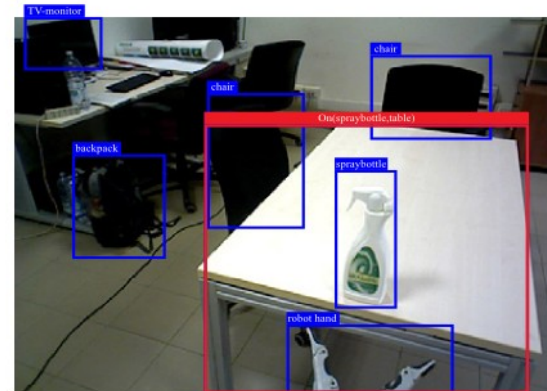 TV-monitor
chair
chair
On(spraybottle,table)
backpack
spraybottle
robot hand